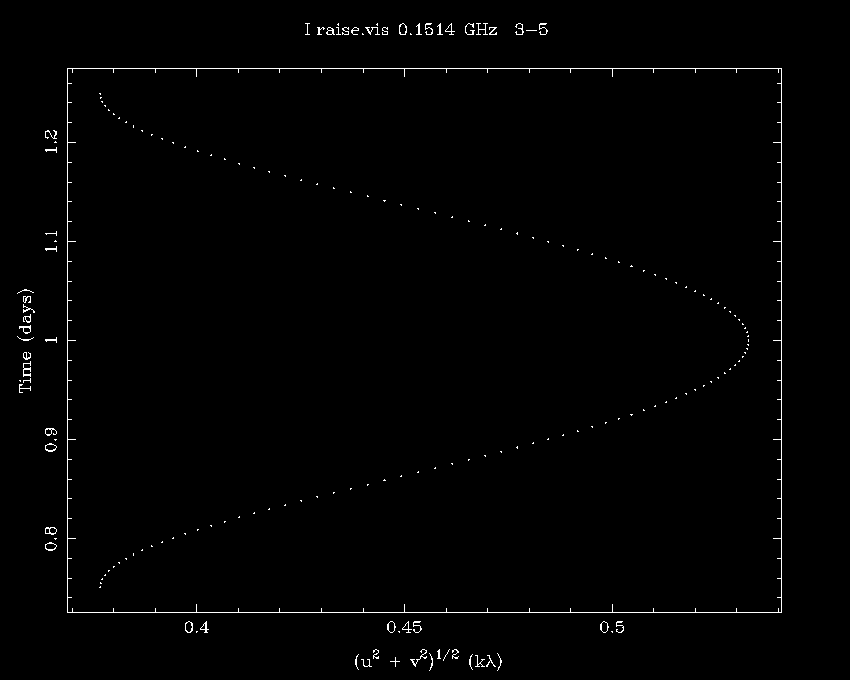 I raise.vis 0.1514 GHz 3-5
1.2
1.1
1
0.9
0.8
Time (days)
0.4 0.45 0.5
(u² + v²)^1/2 (kλ)